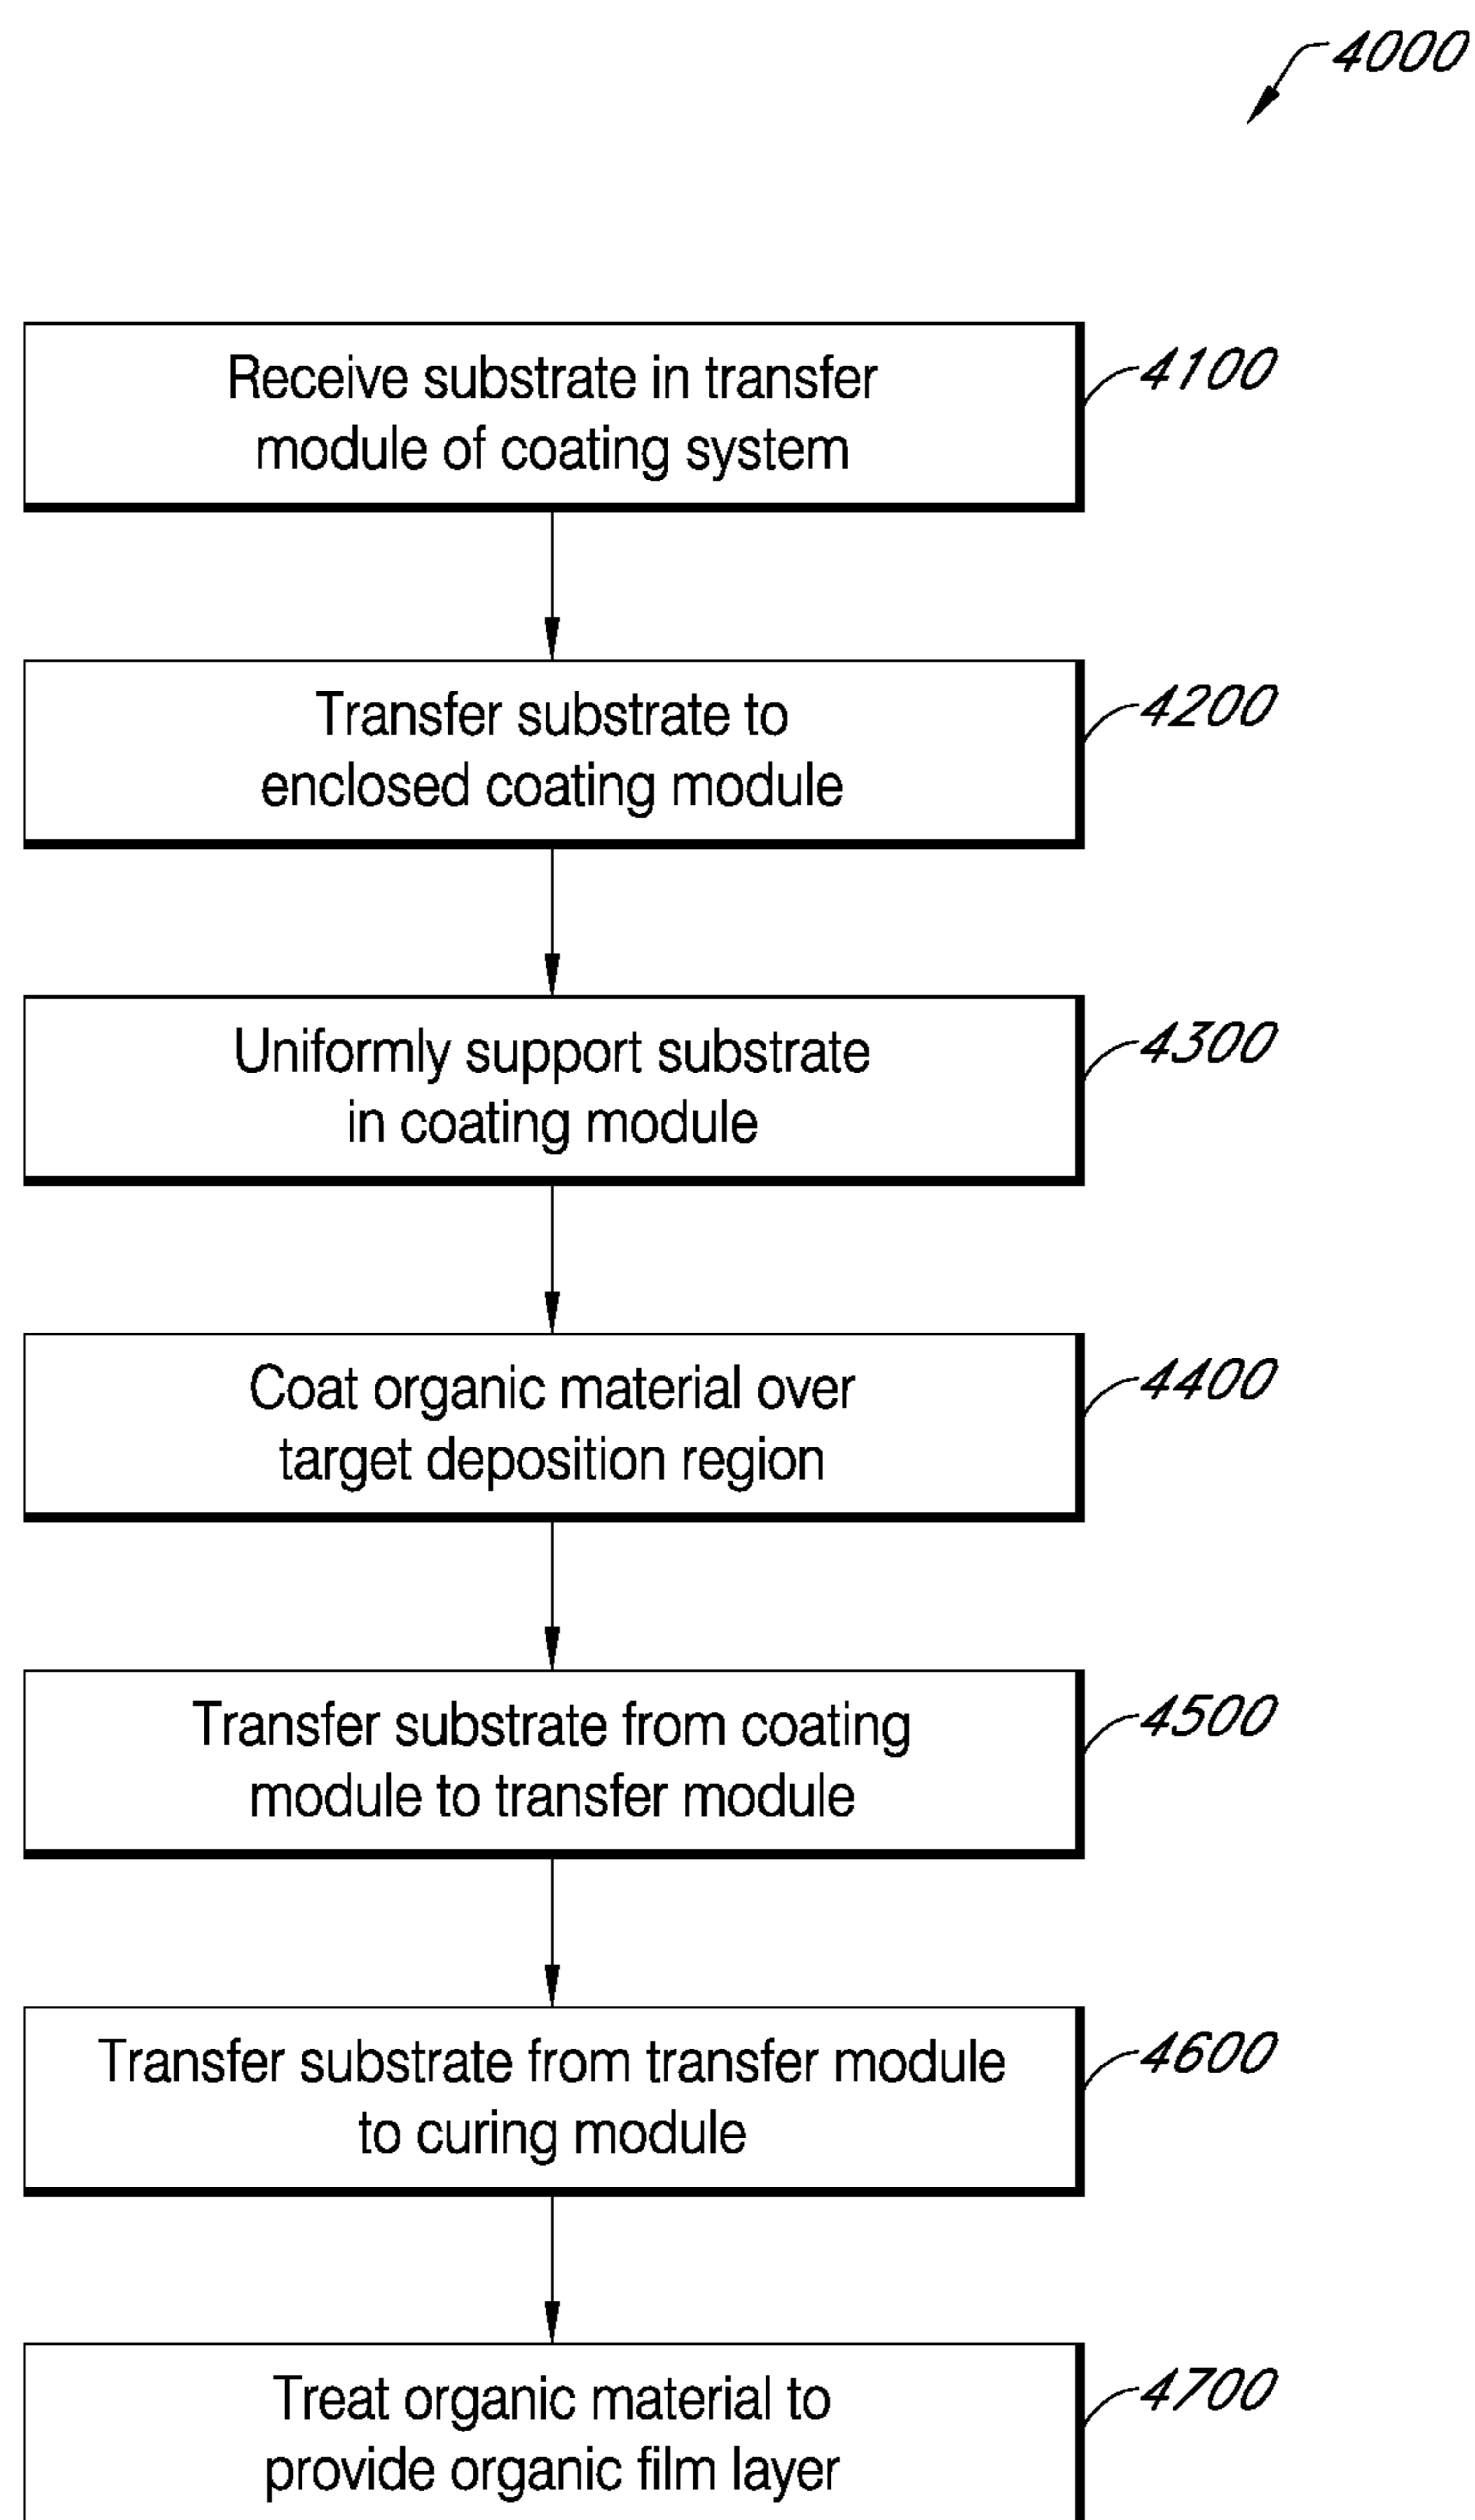 4000
Receive substrate in transfer
module of coating system
4100
Transfer substrate to
enclosed coating module
4200
Uniformly support substrate
in coating module
4300
Coat organic material over
target deposition region
4400
Transfer substrate from coating
module to transfer module
4500
Transfer substrate from transfer module
to curing module
4600
Treat organic material to
provide organic film layer
4700